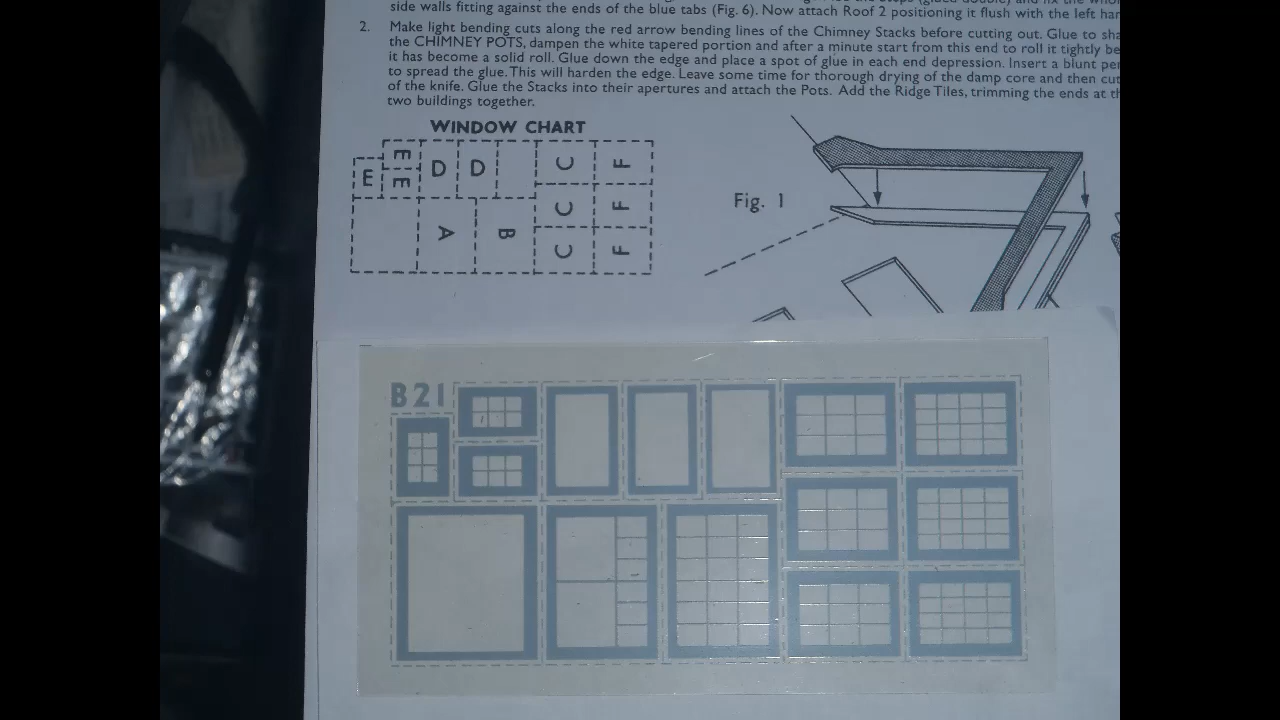 side walls fitting against the ends of the blue tabs (Fig. 6). Now attach Roof 2 positioning it flush with the left
2. Make light bending cuts along the red arrow bending lines of the Chimney Stacks before cutting out. Glue to
the CHIMNEY POTS, dampen the white tapered portion and after a minute start from this end to roll it tightly
it has become a solid roll. Glue down the edge and place a spot of glue in each end depression. Insert a blunt
to spread the glue. This will harden the edge. Leave some time for thorough drying of the damp core and then cut
of the knife. Glue the Stacks into their apertures and attach the Pots. Add the Ridge Tiles, trimming the ends at
two buildings together.
WINDOW CHART
E E E D D C F
C F
A B C F
Fig. 1
B21